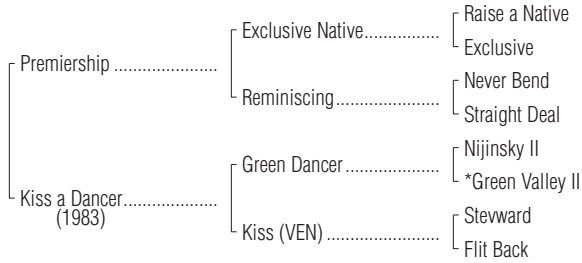 Raise a Native
Exclusive Native..................
Exclusive
Premiership .....................
Never Bend
Reminiscing.......................
Straight Deal
Nijinsky II
Green Dancer .....................
*Green Valley II
Kiss a Dancer...................
(1983)
Stevward
Kiss (VEN) .......................
Flit Back